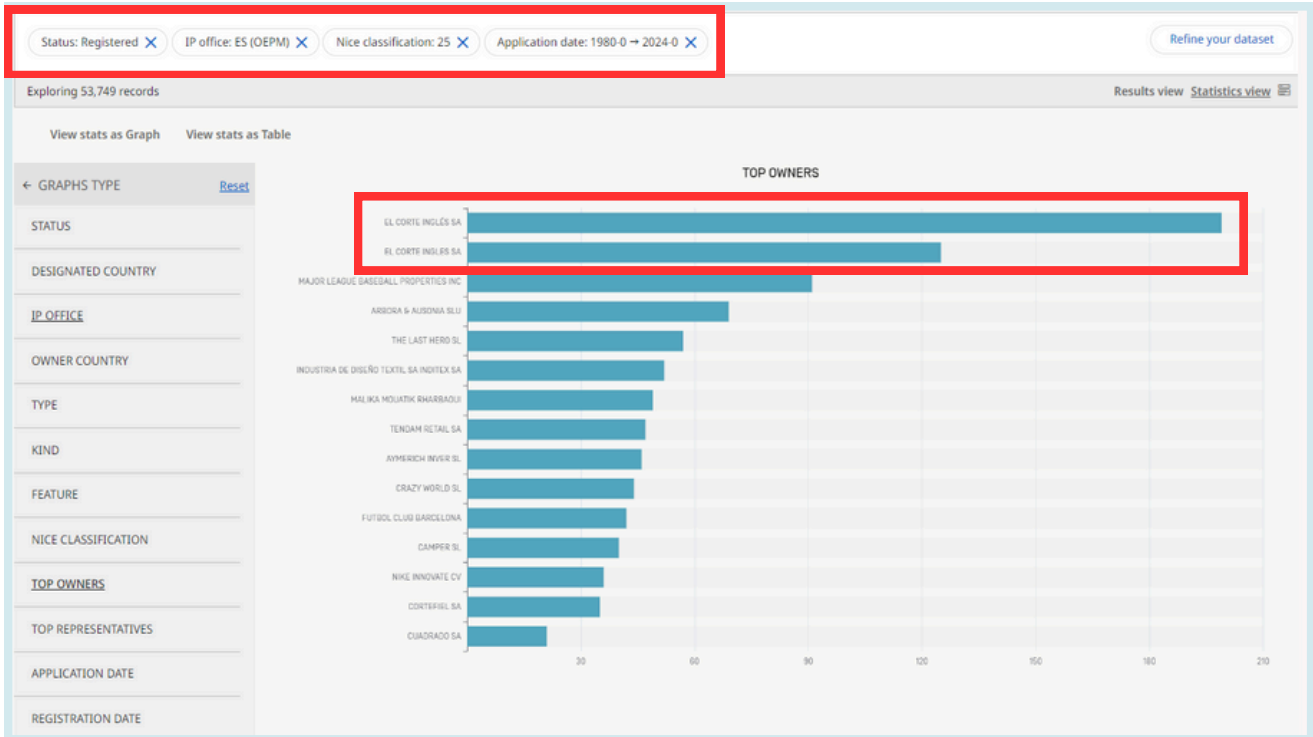 Status: Registered ✕ IP office: ES (OEPM) ✕ Nice classification: 25 ✕ Application date: 1980-0 → 2024-0 ✕ Refine your dataset
Exploring 53,749 records Results view Statistics view
View stats as Graph View stats as Table
← GRAPHS TYPE Reset
STATUS
DESIGNATED COUNTRY
IP OFFICE
OWNER COUNTRY
TYPE
KIND
FEATURE
NICE CLASSIFICATION
TOP OWNERS
TOP REPRESENTATIVES
APPLICATION DATE
REGISTRATION DATE
TOP OWNERS
EL CORTE INGLÉS SA
EL CORTE INGLES SA
MAJOR LEAGUE BASEBALL PROPERTIES INC
ARBORA & AUSONIA SLU
THE LAST HERO SL
INDUSTRIA DE DISEÑO TEXTIL SA INDITEX SA
MALIKA MOUATIK RHARBAOUI
TENDAM RETAIL SA
AYMERICH INVER SL
CRAZY WORLD SL
FUTBOL CLUB BARCELONA
CAMPER SL
NIKE INNOVATE CV
CORTEFIEL SA
CUADRADO SA
30 60 90 120 150 180 210